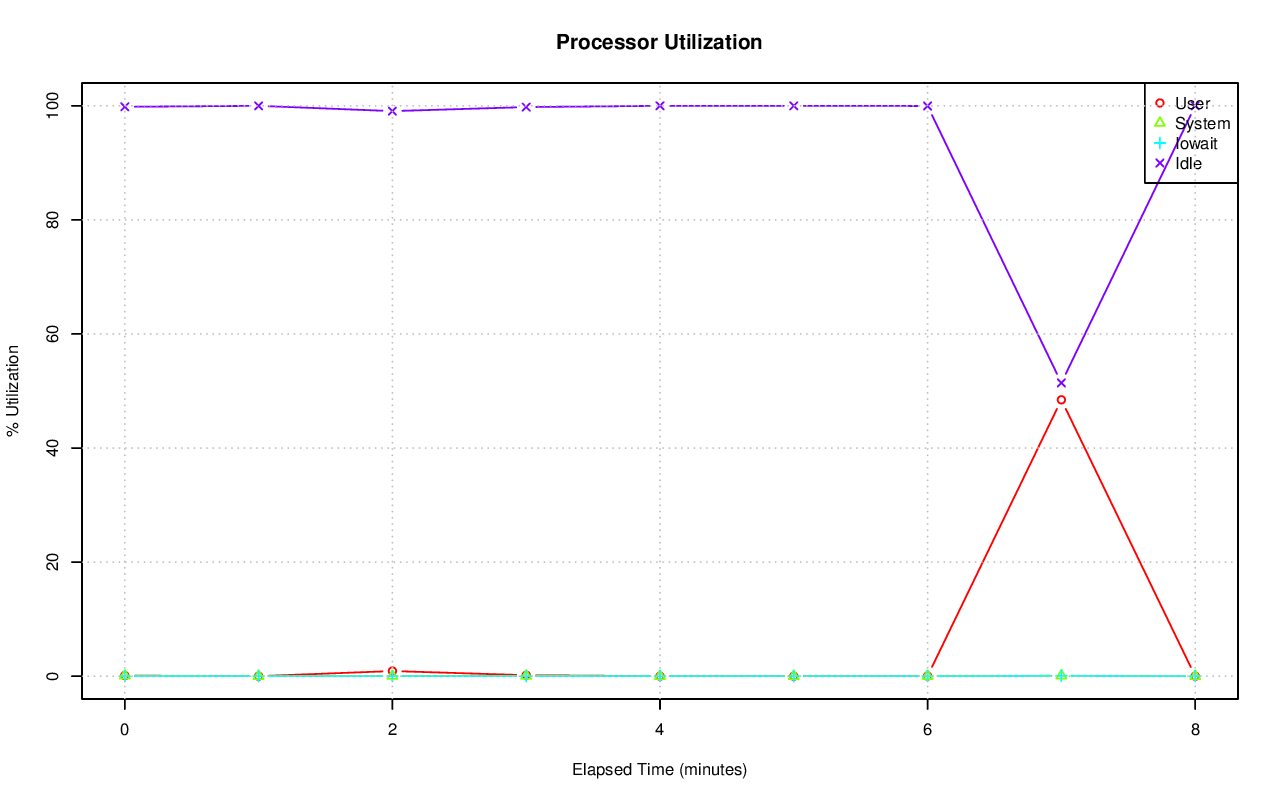 Processor Utilization
% Utilization
100
80
60
40
20
0
User
System
Iowait
Idle
0 2 4 6 8
Elapsed Time (minutes)